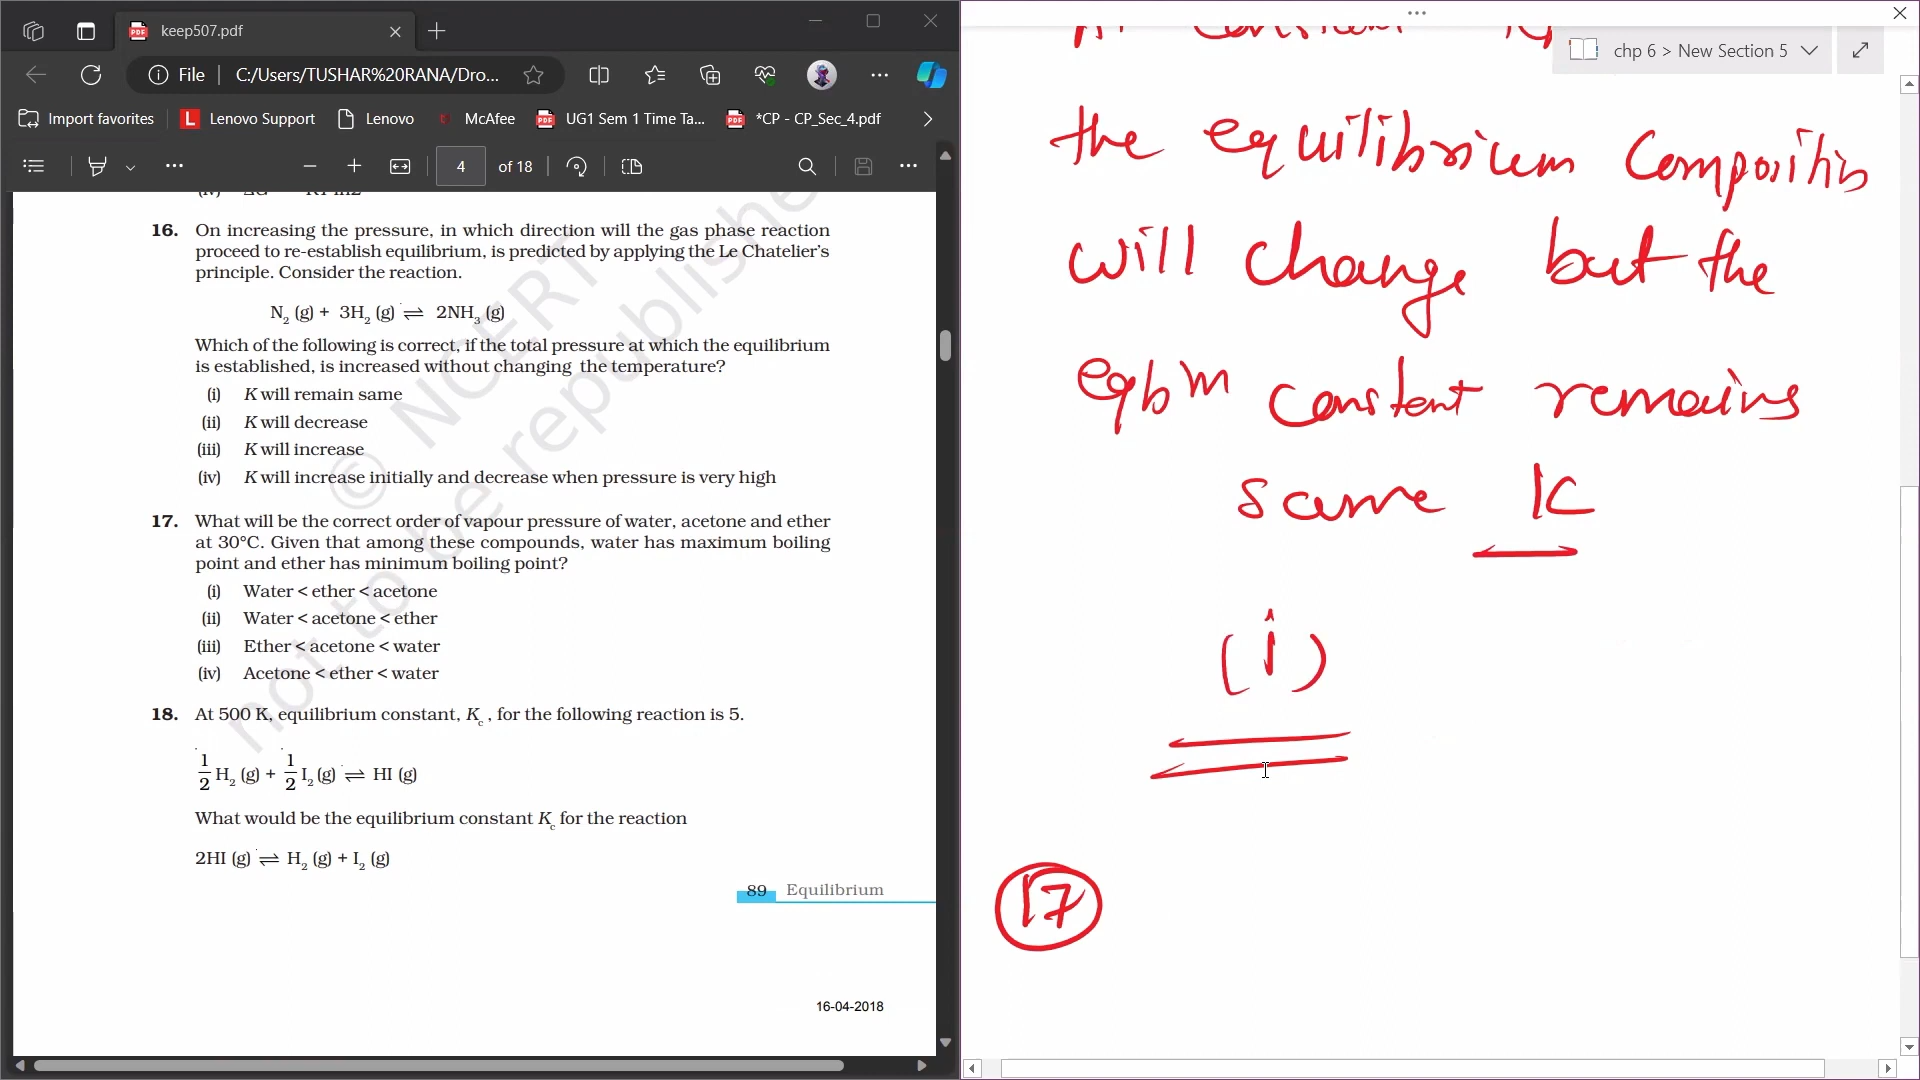 keep507.pdf
File
C:/Users/TUSHAR%20RANA/Dro...
Import favorites
Lenovo Support
Lenovo
McAfee
UG1 Sem 1 Time Ta...
*CP - CP_Sec_4.pdf
4 of 18
16. On increasing the pressure, in which direction will the gas phase reaction
proceed to re-establish equilibrium, is predicted by applying the Le Chatelier's
principle. Consider the reaction.
N₂ (g) + 3H₂ (g) ⇌ 2NH₃ (g)
Which of the following is correct, if the total pressure at which the equilibrium
is established, is increased without changing the temperature?
(i) K will remain same
(ii) K will decrease
(iii) K will increase
(iv) K will increase initially and decrease when pressure is very high
17. What will be the correct order of vapour pressure of water, acetone and ether
at 30°C. Given that among these compounds, water has maximum boiling
point and ether has minimum boiling point?
(i) Water < ether < acetone
(ii) Water < acetone < ether
(iii) Ether < acetone < water
(iv) Acetone < ether < water
18. At 500 K, equilibrium constant, K_c, for the following reaction is 5.
1/2 H₂ (g) + 1/2 I₂ (g) ⇌ HI (g)
What would be the equilibrium constant K_c for the reaction
2HI (g) ⇌ H₂ (g) + I₂ (g)
89 Equilibrium
16-04-2018
© NCERT
not to be republished
chp 6 > New Section 5
the equilibrium
will change but the
eqbm constant remains
same K
(i)
17